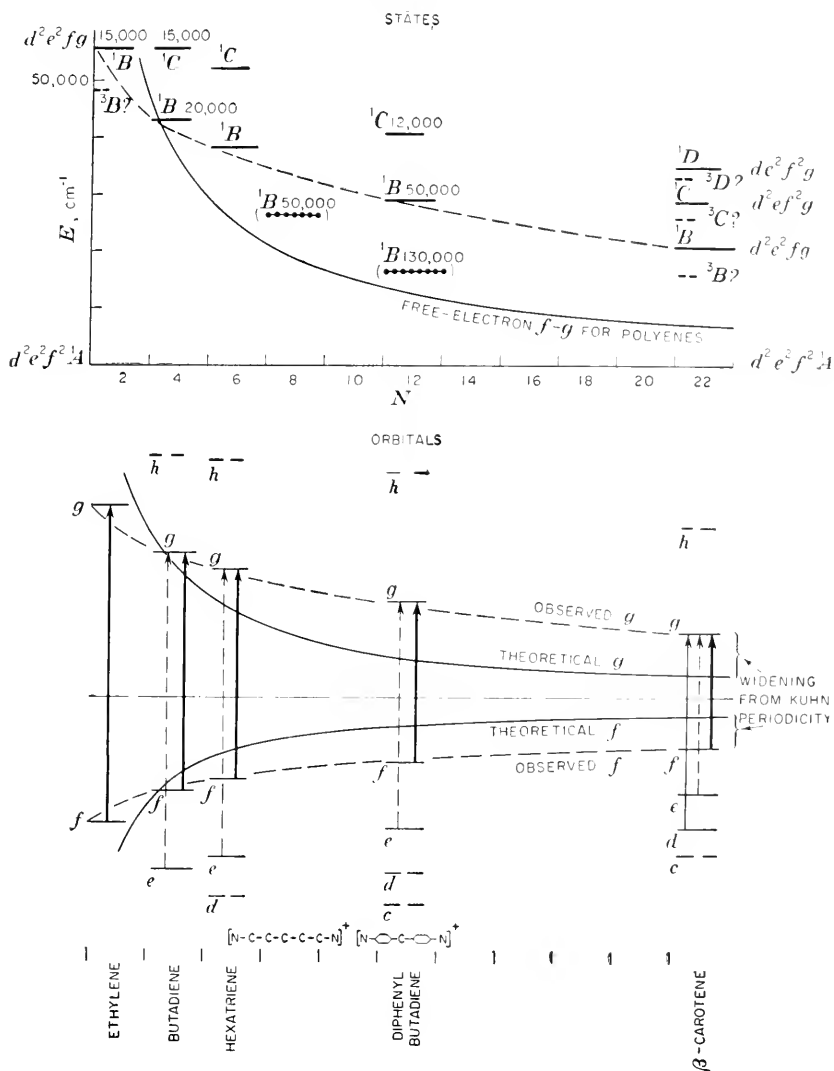 STATES
d²e²fg
15,000
15,000
¹B
¹C
¹C
50,000
³B?
¹B 20,000
¹B
¹C 12,000
¹B 50,000
(¹B 50,000)
(¹B 130,000)
¹D
de²f²g
³D?
¹C
d²ef²g
³C?
¹B
d²e²fg
³B?
E, cm⁻¹
FREE-ELECTRON f-g FOR POLYENES
d²e²f² ¹A
d²e²f² ¹A
2 4 6 8 10 12 14 16 18 20 22
N
ORBITALS
h h h h
g g g g g
OBSERVED g
THEORETICAL g
WIDENING
FROM KUHN
PERIODICITY
THEORETICAL f
OBSERVED f
f f f f f
e e e e
d d d
c c
[N-C-C-C-C-C-N]⁺ [N-⬡-C-⬡-N]⁺
ETHYLENE
BUTADIENE
HEXATRIENE
DIPHENYL
BUTADIENE
β-CAROTENE